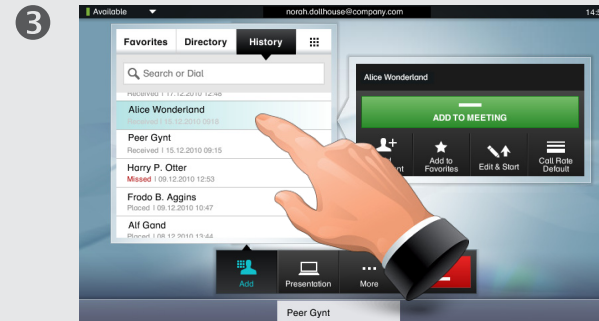 3
Available
norah.dollhouse@company.com
14:5
Favorites Directory History
Search or Dial
Received | 17.12.2010 12:48
Alice Wonderland
Received | 15.12.2010 09:18
Peer Gynt
Received | 15.12.2010 09:15
Harry P. Otter
Missed | 09.12.2010 12:53
Frodo B. Aggins
Placed | 09.12.2010 10:47
Alf Gand
Placed | 08.12.2010 13:44
Alice Wonderland
ADD TO MEETING
Add to
Favorites
Edit & Start
Call Rate
Default
Add
Presentation
More
Peer Gynt